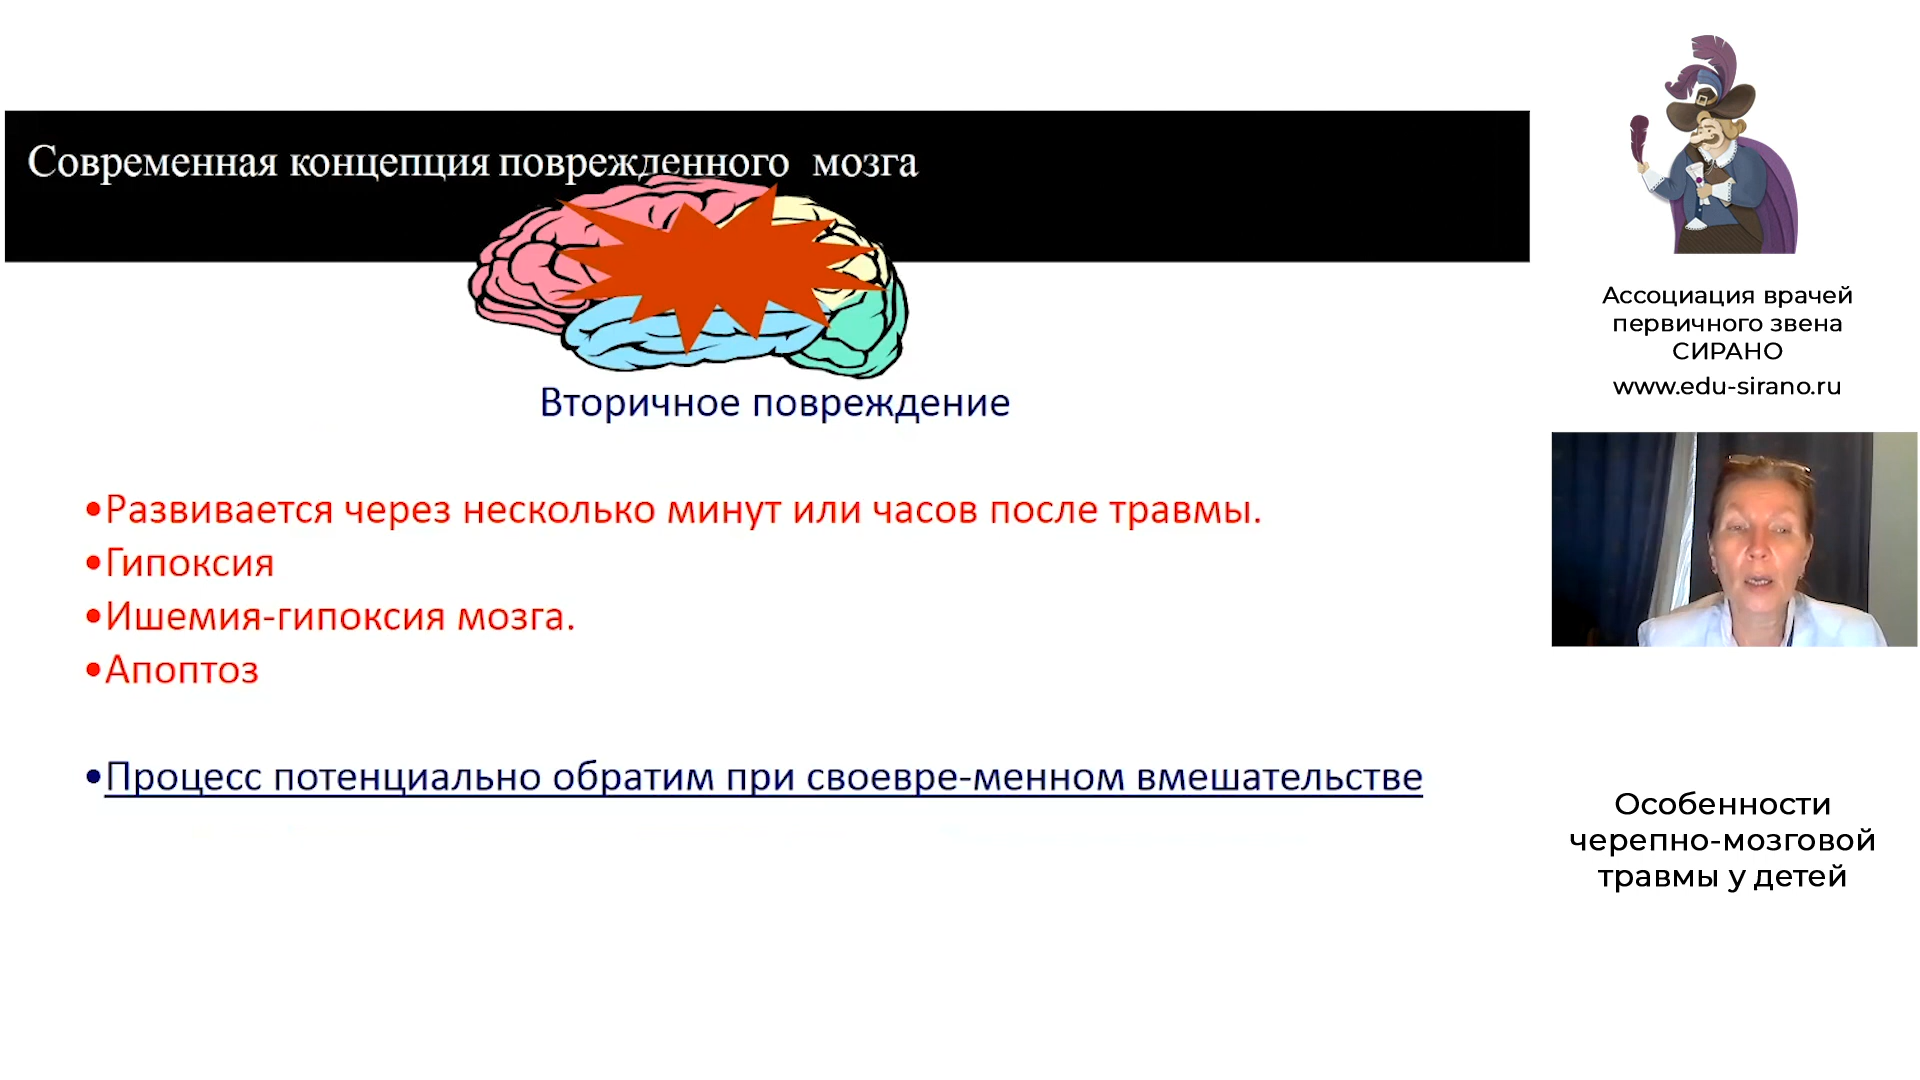 Современная концепция поврежденного мозга
Вторичное повреждение
•Развивается через несколько минут или часов после травмы.
•Гипоксия
•Ишемия-гипоксия мозга.
•Апоптоз
•Процесс потенциально обратим при своевре-менном вмешательстве
Ассоциация врачей
первичного звена
СИРАНО
www.edu-sirano.ru
Особенности
черепно-мозговой
травмы у детей